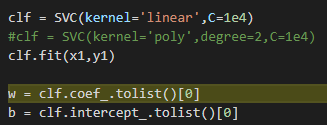 clf = SVC(kernel='linear',C=1e4)
#clf = SVC(kernel='poly',degree=2,C=1e4)
clf.fit(x1,y1)
w = clf.coef_.tolist()[0]
b = clf.intercept_.tolist()[0]